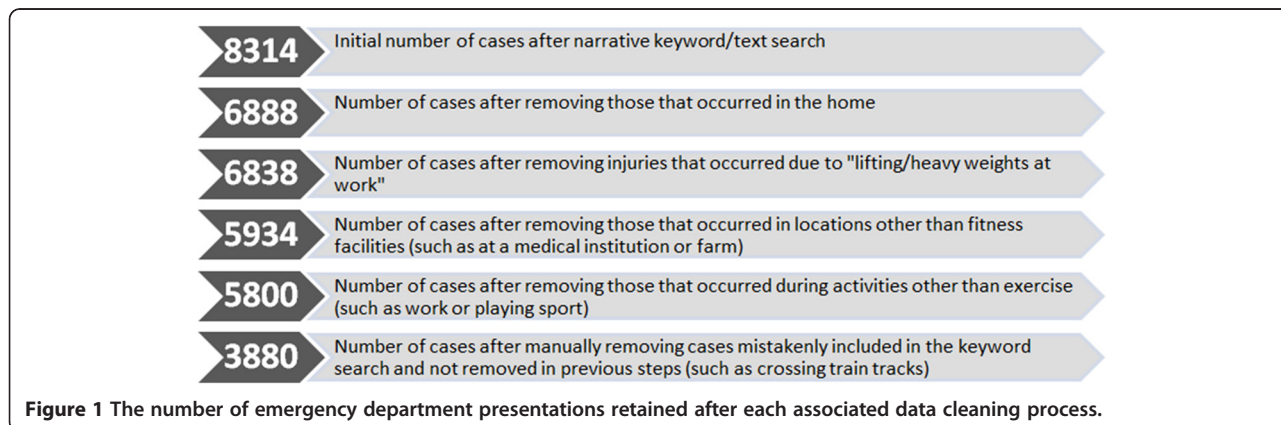 8314
Initial number of cases after narrative keyword/text search
6888
Number of cases after removing those that occurred in the home
6838
Number of cases after removing injuries that occurred due to "lifting/heavy weights at
work"
5934
Number of cases after removing those that occurred in locations other than fitness
facilities (such as at a medical institution or farm)
5800
Number of cases after removing those that occurred during activities other than exercise
(such as work or playing sport)
3880
Number of cases after manually removing cases mistakenly included in the keyword
search and not removed in previous steps (such as crossing train tracks)
Figure 1 The number of emergency department presentations retained after each associated data cleaning process.